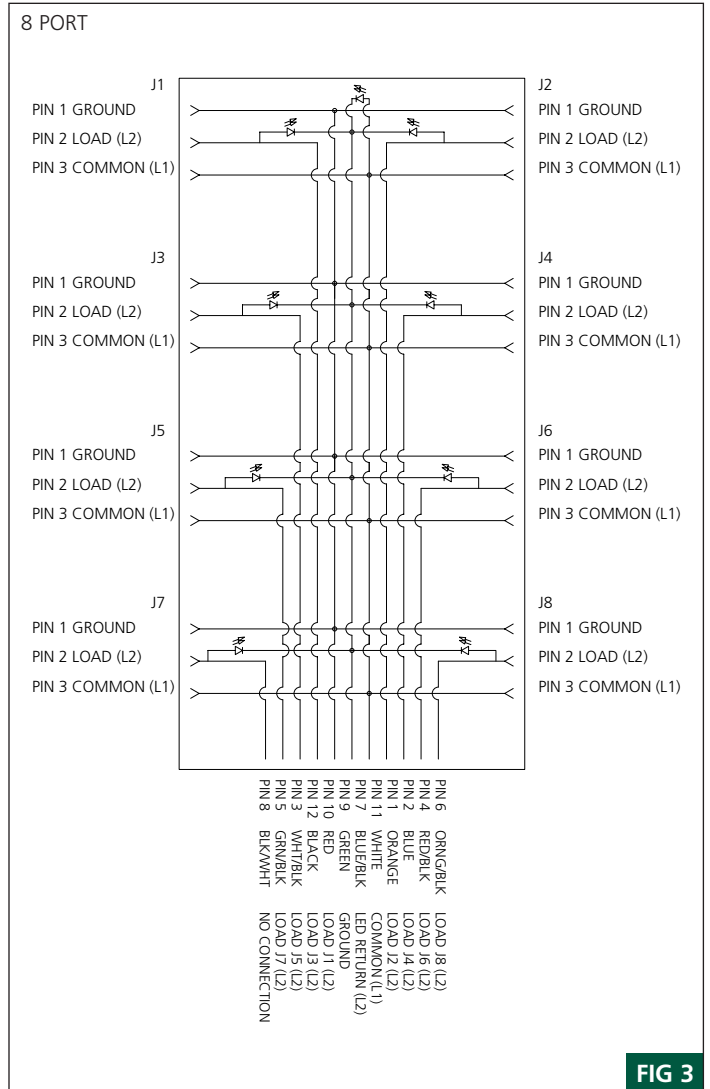 8 PORT
J1
J2
PIN 1 GROUND
PIN 1 GROUND
PIN 2 LOAD (L2)
PIN 2 LOAD (L2)
PIN 3 COMMON (L1)
PIN 3 COMMON (L1)
J3
J4
PIN 1 GROUND
PIN 1 GROUND
PIN 2 LOAD (L2)
PIN 2 LOAD (L2)
PIN 3 COMMON (L1)
PIN 3 COMMON (L1)
J5
J6
PIN 1 GROUND
PIN 1 GROUND
PIN 2 LOAD (L2)
PIN 2 LOAD (L2)
PIN 3 COMMON (L1)
PIN 3 COMMON (L1)
J7
J8
PIN 1 GROUND
PIN 1 GROUND
PIN 2 LOAD (L2)
PIN 2 LOAD (L2)
PIN 3 COMMON (L1)
PIN 3 COMMON (L1)
PIN 6 ORNG/BLK LOAD J8 (L2)
PIN 4 RED/BLK LOAD J6 (L2)
PIN 2 BLUE LOAD J4 (L2)
PIN 1 ORANGE LOAD J2 (L2)
PIN 11 WHITE COMMON (L1)
PIN 7 BLUE/BLK LED RETURN (L2)
PIN 9 GREEN GROUND
PIN 10 RED LOAD J1 (L2)
PIN 12 BLACK LOAD J3 (L2)
PIN 3 WHT/BLK LOAD J5 (L2)
PIN 5 GRN/BLK LOAD J7 (L2)
PIN 8 BLK/WHT NO CONNECTION
FIG 3